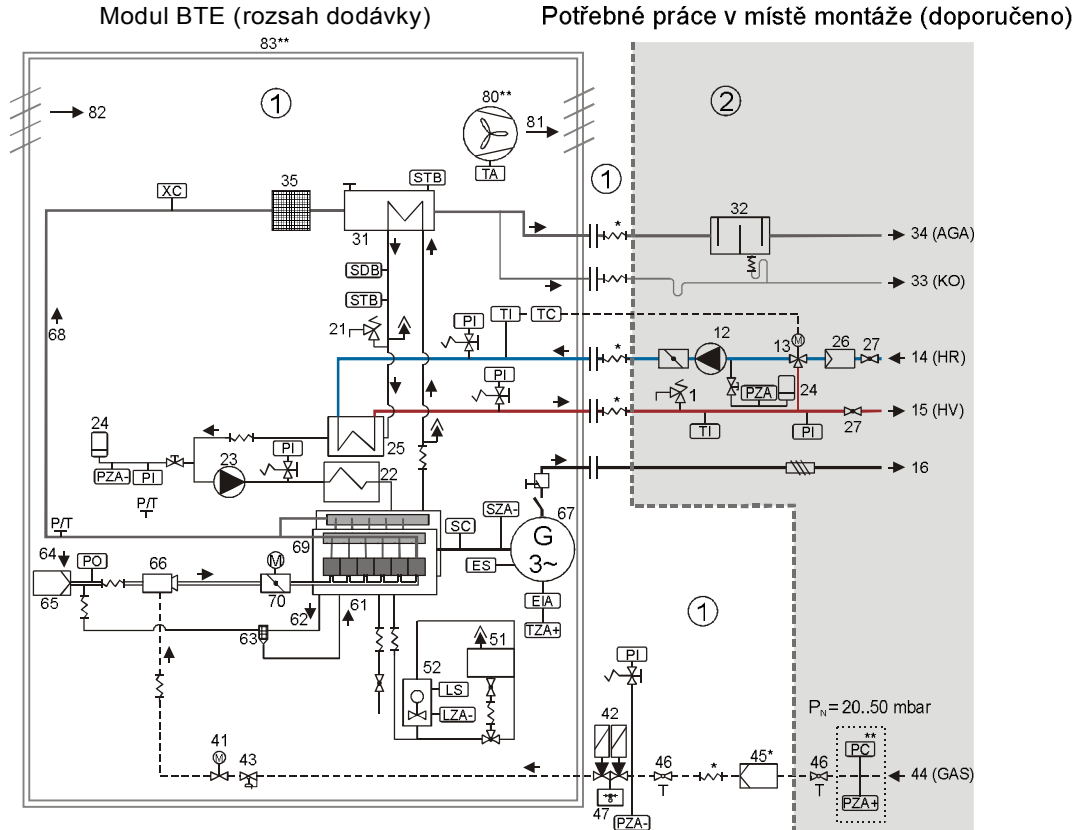 Modul BTE (rozsah dodávky)
Potřebné práce v místě montáže (doporučeno)
83**
1
2
82
80**
81
TA
1
XC
35
STB
31
32
34 (AGA)
SDB
33 (KO)
STB
68
21
PI
TI
TC
12
M
13
26
27
14 (HR)
PI
PZA
24
1
15 (HV)
TI
PI
27
24
23
PI
25
PZA-
PI
22
16
P/T
P/T
SZA-
67
SC
G
3~
69
ES
64
PO
66
M
65
70
62
61
EIA
63
TZA+
1
51
52
LS
LZA-
PI
P_N = 20..50 mbar
41
M
43
42
46
*
45*
46
**
PC
44 (GAS)
47
PZA-
PZA+
*
*
*
*